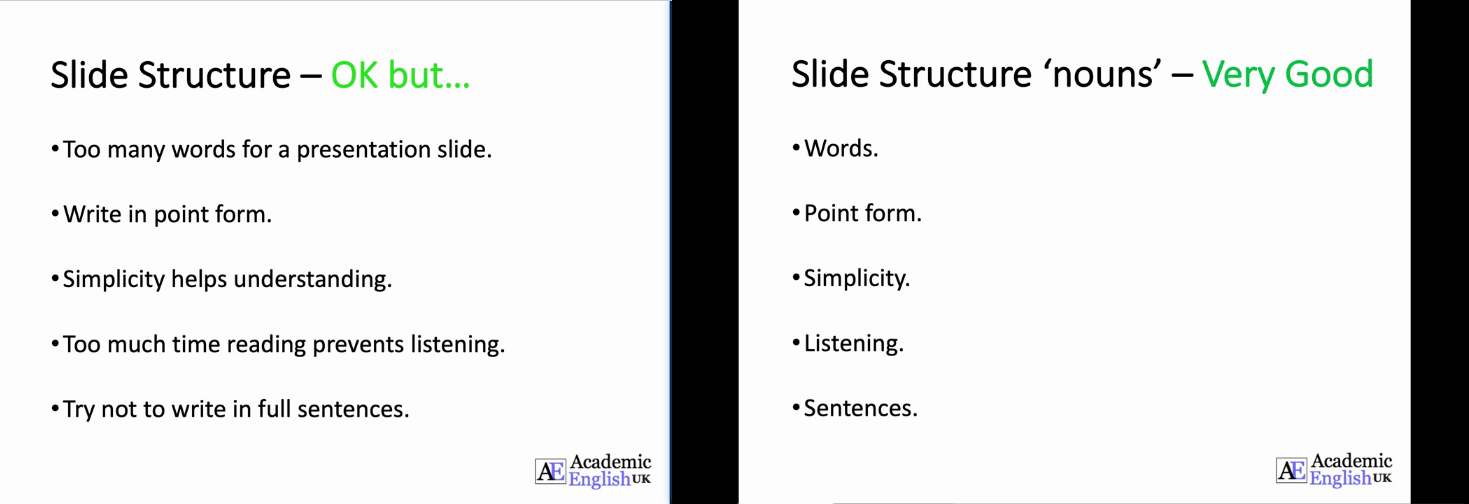 Slide Structure – OK but...
•Too many words for a presentation slide.
•Write in point form.
•Simplicity helps understanding.
•Too much time reading prevents listening.
•Try not to write in full sentences.
AE Academic
English UK
Slide Structure ‘nouns’ – Very Good
•Words.
•Point form.
•Simplicity.
•Listening.
•Sentences.
AE Academic
English UK